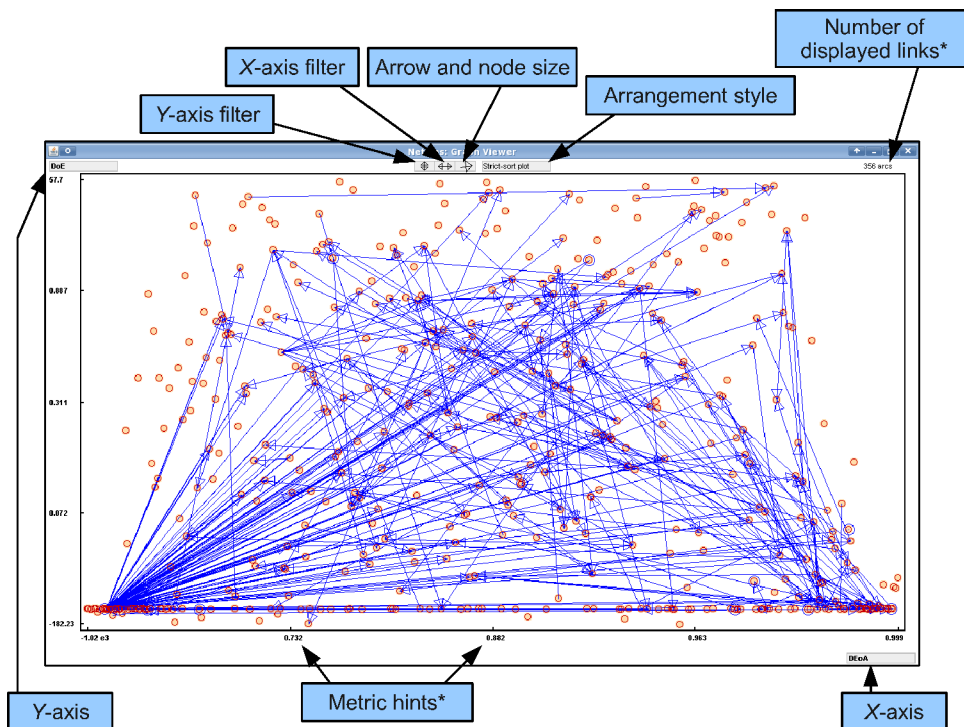 Number of
displayed links*
X-axis filter
Arrow and node size
Y-axis filter
Arrangement style
Graph Viewer
DoE
Strict-sort plot
356 arcs
57.7
0.887
0.311
0.072
-182.23
-1.02 e3
0.732
0.882
0.963
0.999
DEoA
Y-axis
Metric hints*
X-axis